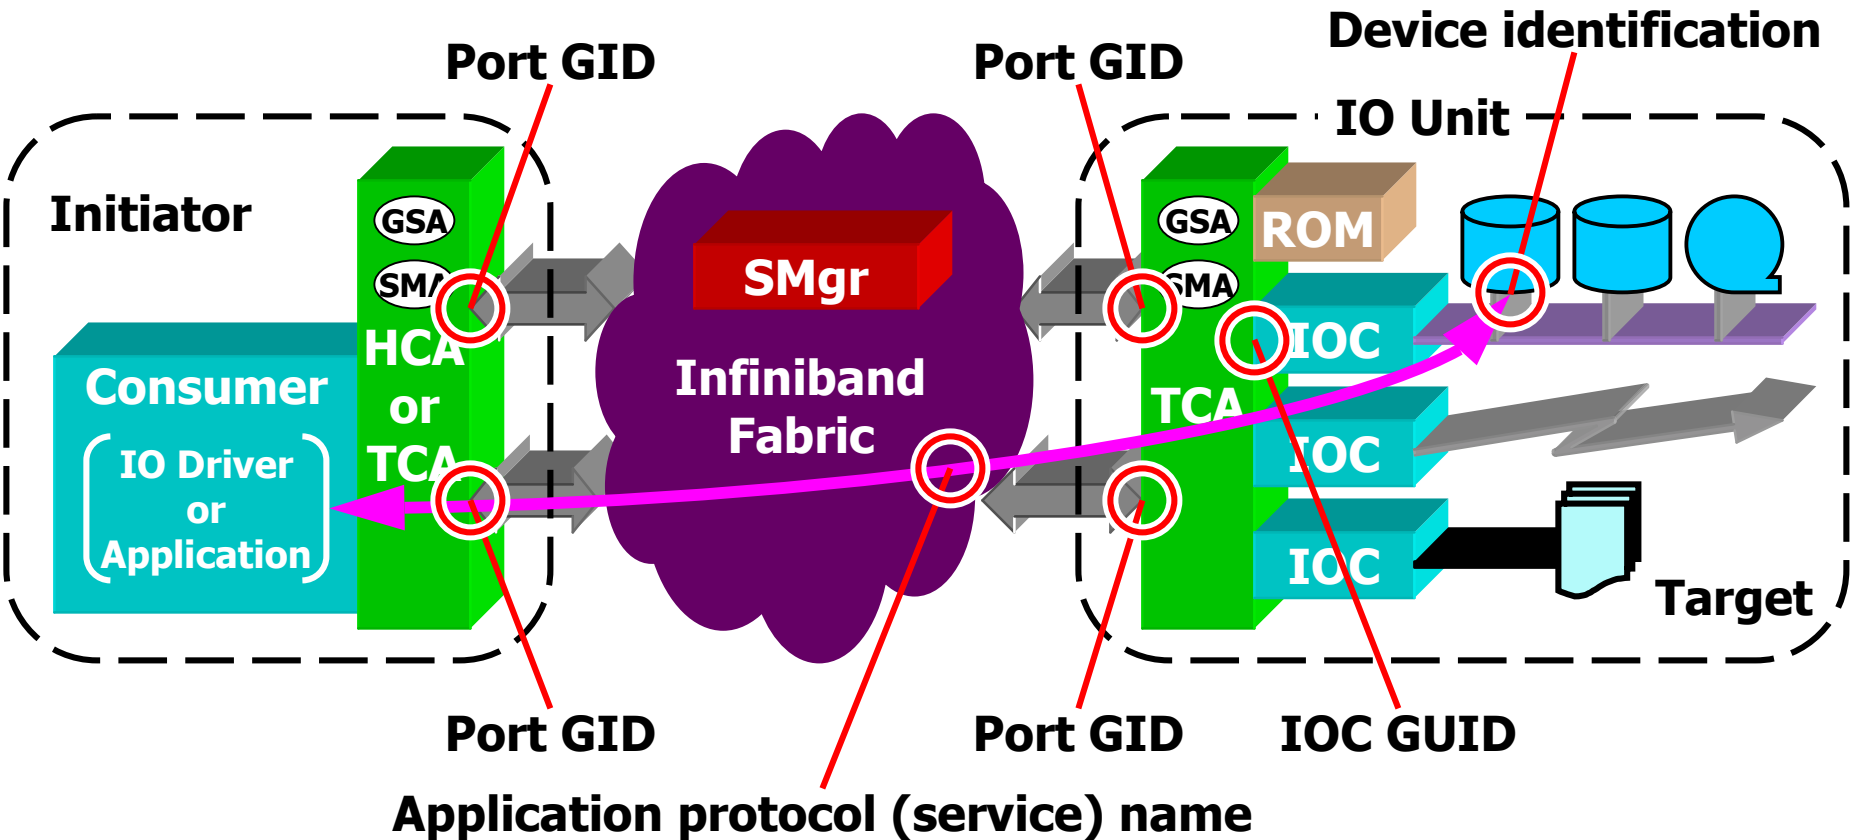 Device identification
Port GID
Port GID
IO Unit
Initiator
GSA
SMA
HCA
or
TCA
Consumer
IO Driver
or
Application
SMgr
Infiniband
Fabric
GSA
SMA
TCA
ROM
IOC
IOC
IOC
Target
Port GID
Port GID
IOC GUID
Application protocol (service) name